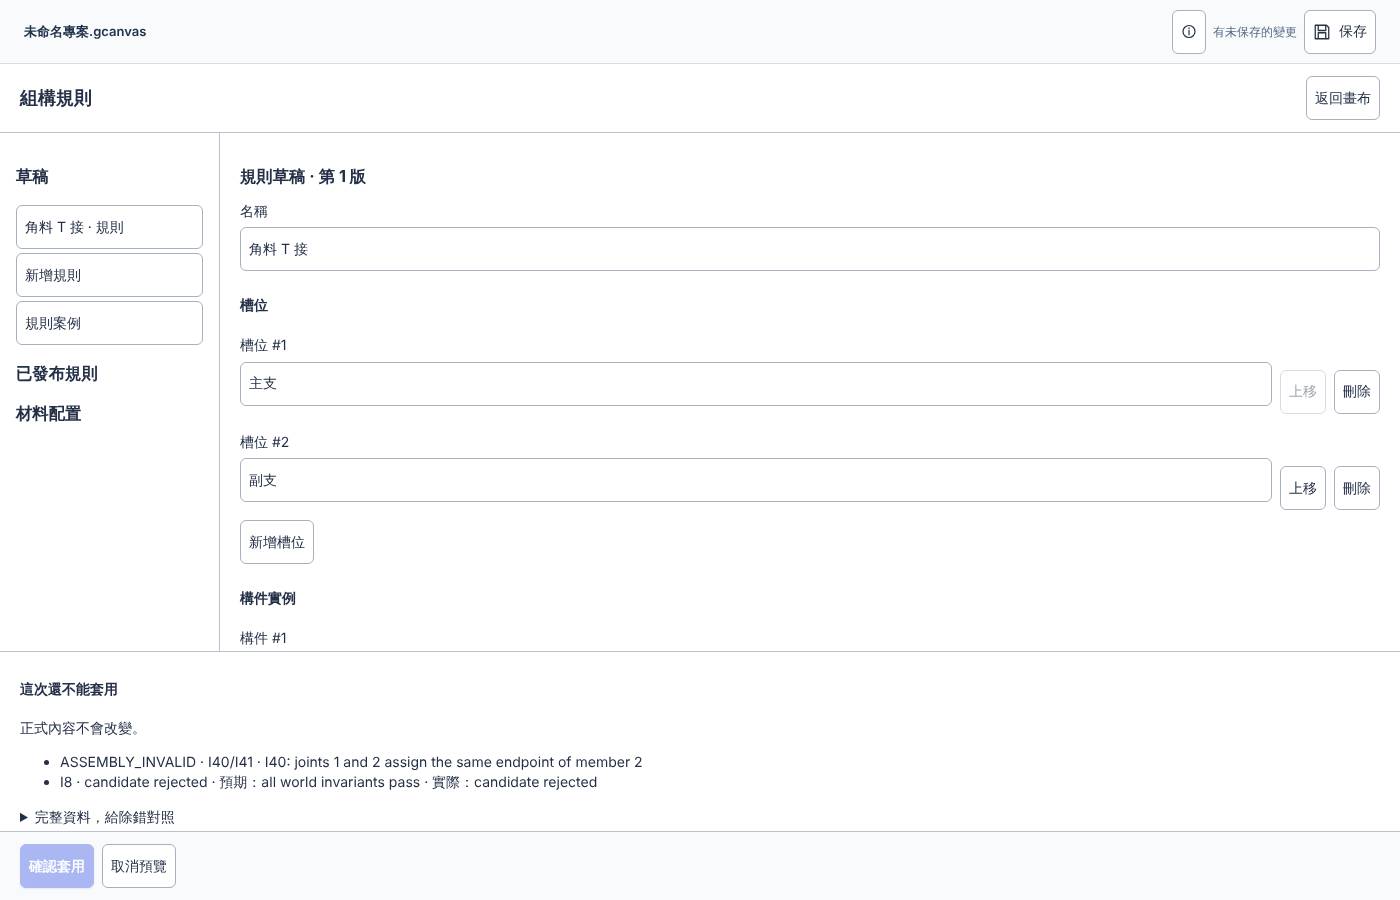 未命名專案.gcanvas
有未保存的變更
保存
組構規則
返回畫布
草稿
角料 T 接 · 規則
新增規則
規則案例
已發布規則
材料配置
規則草稿 · 第 1 版
名稱
角料 T 接
槽位
槽位 #1
主支
上移
刪除
槽位 #2
副支
上移
刪除
新增槽位
構件實例
構件 #1
這次還不能套用
正式內容不會改變。
ASSEMBLY_INVALID · I40/I41 · I40: joints 1 and 2 assign the same endpoint of member 2
I8 · candidate rejected · 預期：all world invariants pass · 實際：candidate rejected
完整資料，給除錯對照
確認套用
取消預覽